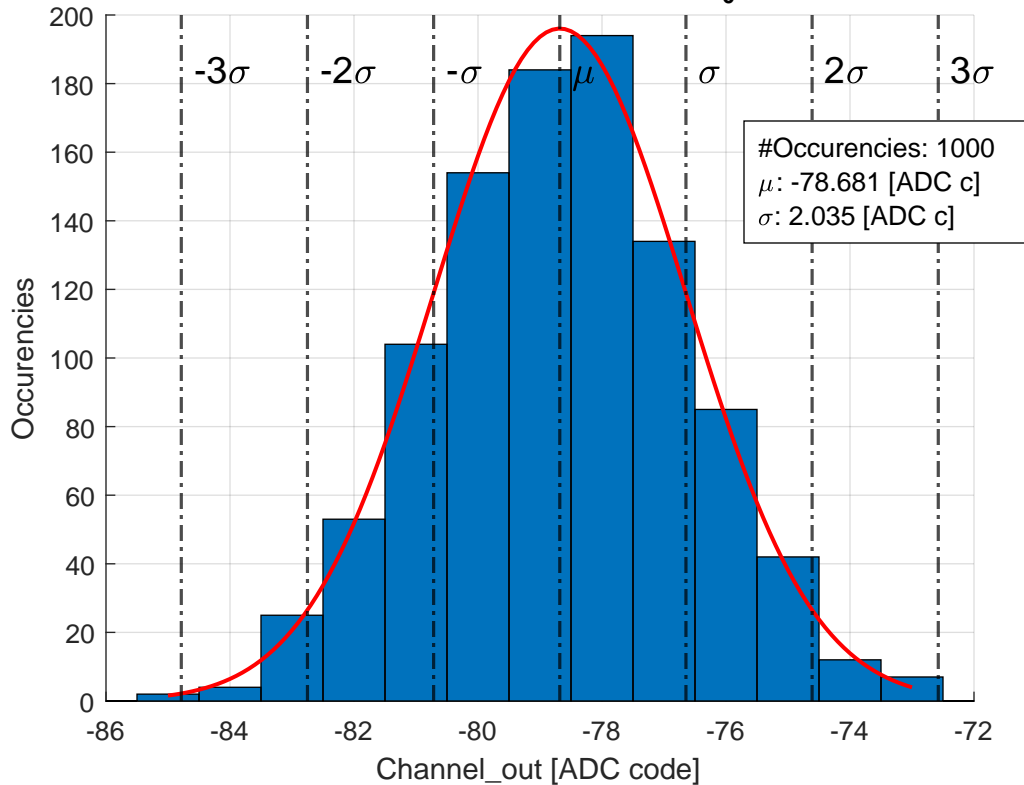 200
180
160
140
120
100
80
60
40
20
0
Occurencies
-3σ -2σ -σ μ σ 2σ 3σ
#Occurencies: 1000
μ: -78.681 [ADC c]
σ: 2.035 [ADC c]
-86 -84 -82 -80 -78 -76 -74 -72
Channel_out [ADC code]